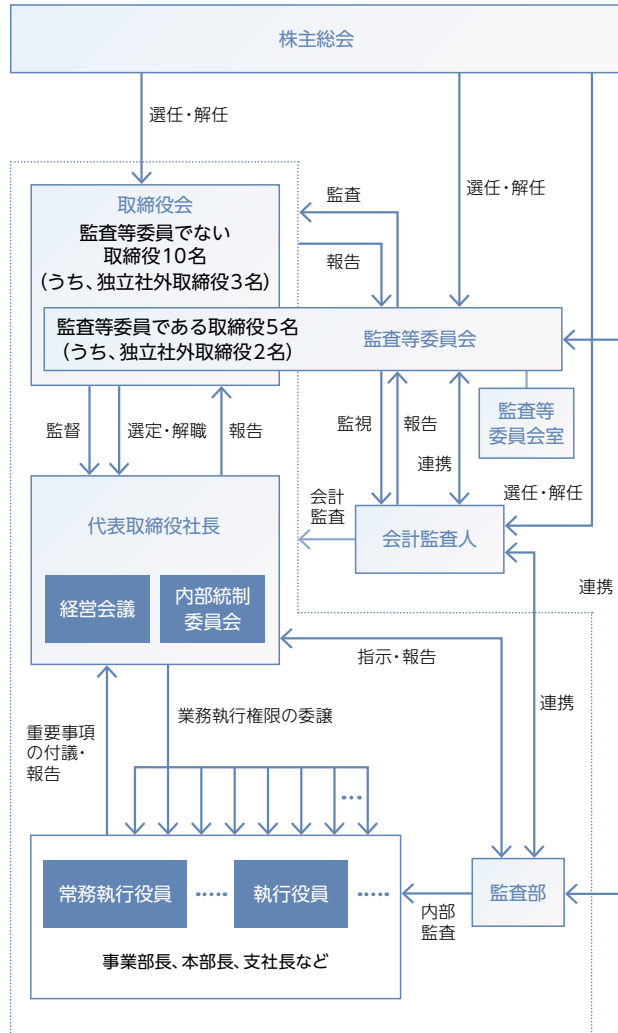 株主総会
選任・解任
取締役会
監査等委員でない
取締役10名
(うち、独立社外取締役3名)
監査
報告
選任・解任
監査等委員である取締役5名
(うち、独立社外取締役2名)
監査等委員会
監督
選定・解職
報告
監視
報告
連携
監査等
委員会室
選任・解任
会計
監査
会計監査人
代表取締役社長
経営会議
内部統制
委員会
連携
指示・報告
連携
重要事項
の付議・
報告
業務執行権限の委譲
…
常務執行役員
……
執行役員
……
事業部長、本部長、支社長など
内部
監査
監査部